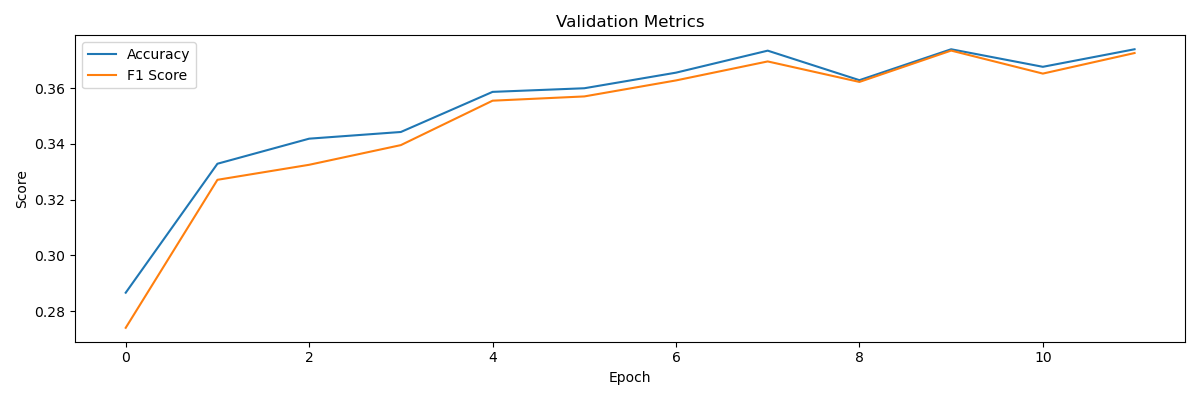 Validation Metrics
Accuracy
F1 Score
0.36
0.34
0.32
0.30
0.28
Score
0 2 4 6 8 10
Epoch